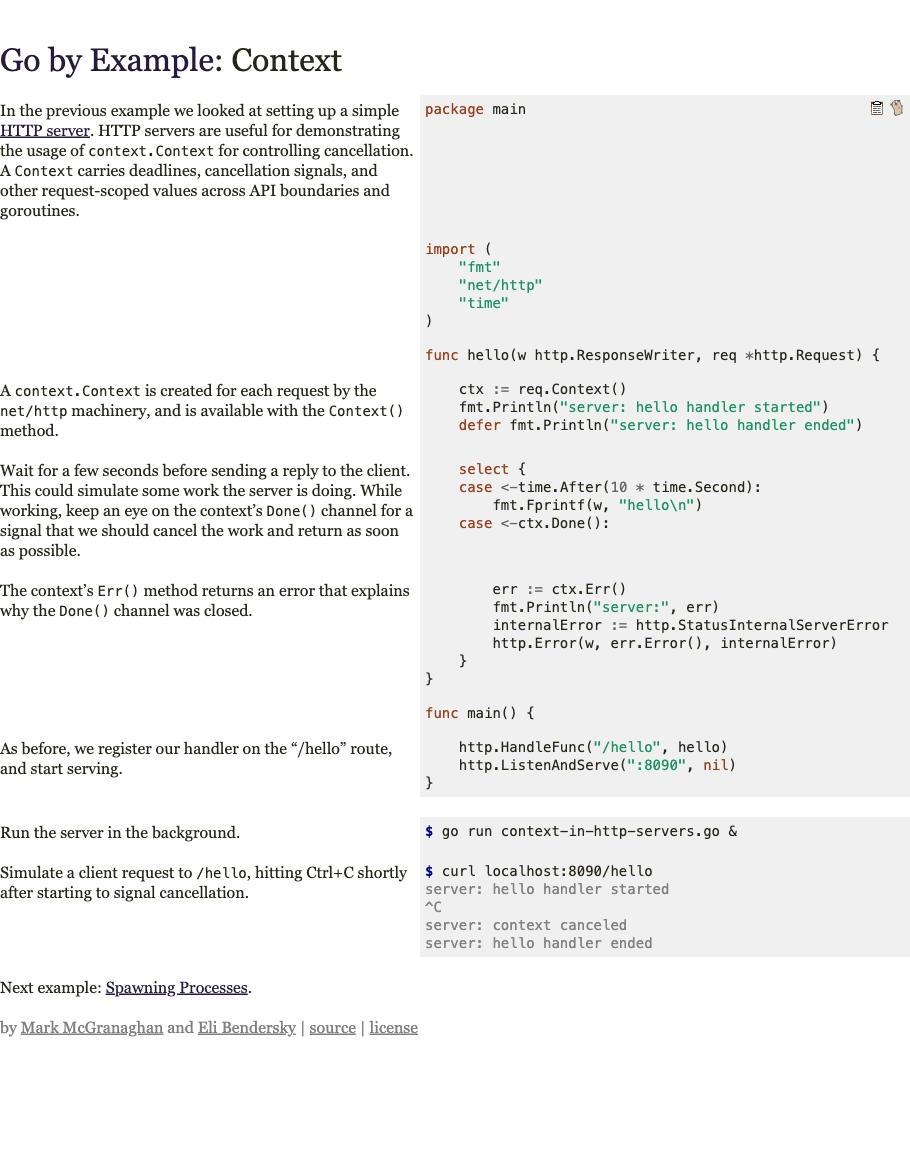 Go by Example: Context
In the previous example we looked at setting up a simple
HTTP server. HTTP servers are useful for demonstrating
the usage of context.Context for controlling cancellation.
A Context carries deadlines, cancellation signals, and
other request-scoped values across API boundaries and
goroutines.
package main
import (
    "fmt"
    "net/http"
    "time"
)
func hello(w http.ResponseWriter, req *http.Request) {
A context.Context is created for each request by the
net/http machinery, and is available with the Context()
method.
    ctx := req.Context()
    fmt.Println("server: hello handler started")
    defer fmt.Println("server: hello handler ended")
Wait for a few seconds before sending a reply to the client.
This could simulate some work the server is doing. While
working, keep an eye on the context’s Done() channel for a
signal that we should cancel the work and return as soon
as possible.
    select {
    case <-time.After(10 * time.Second):
        fmt.Fprintf(w, "hello\n")
    case <-ctx.Done():
The context’s Err() method returns an error that explains
why the Done() channel was closed.
        err := ctx.Err()
        fmt.Println("server:", err)
        internalError := http.StatusInternalServerError
        http.Error(w, err.Error(), internalError)
    }
}
func main() {
As before, we register our handler on the “/hello” route,
and start serving.
    http.HandleFunc("/hello", hello)
    http.ListenAndServe(":8090", nil)
}
Run the server in the background.
$ go run context-in-http-servers.go &
Simulate a client request to /hello, hitting Ctrl+C shortly
after starting to signal cancellation.
$ curl localhost:8090/hello
server: hello handler started
^C
server: context canceled
server: hello handler ended
Next example: Spawning Processes.
by Mark McGranaghan and Eli Bendersky | source | license